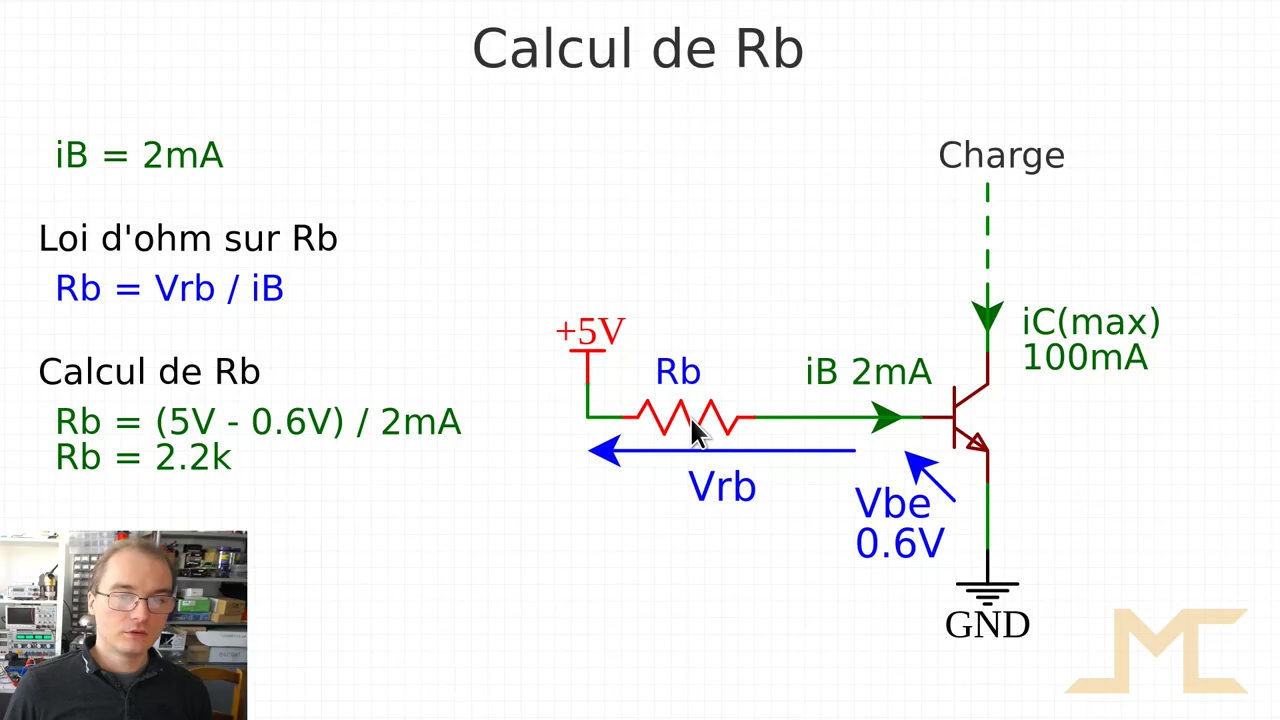 Calcul de Rb
iB = 2mA
Loi d'ohm sur Rb
Rb = Vrb / iB
Calcul de Rb
Rb = (5V - 0.6V) / 2mA
Rb = 2.2k
Charge
iC(max)
100mA
+5V
Rb
iB 2mA
Vrb
Vbe
0.6V
GND